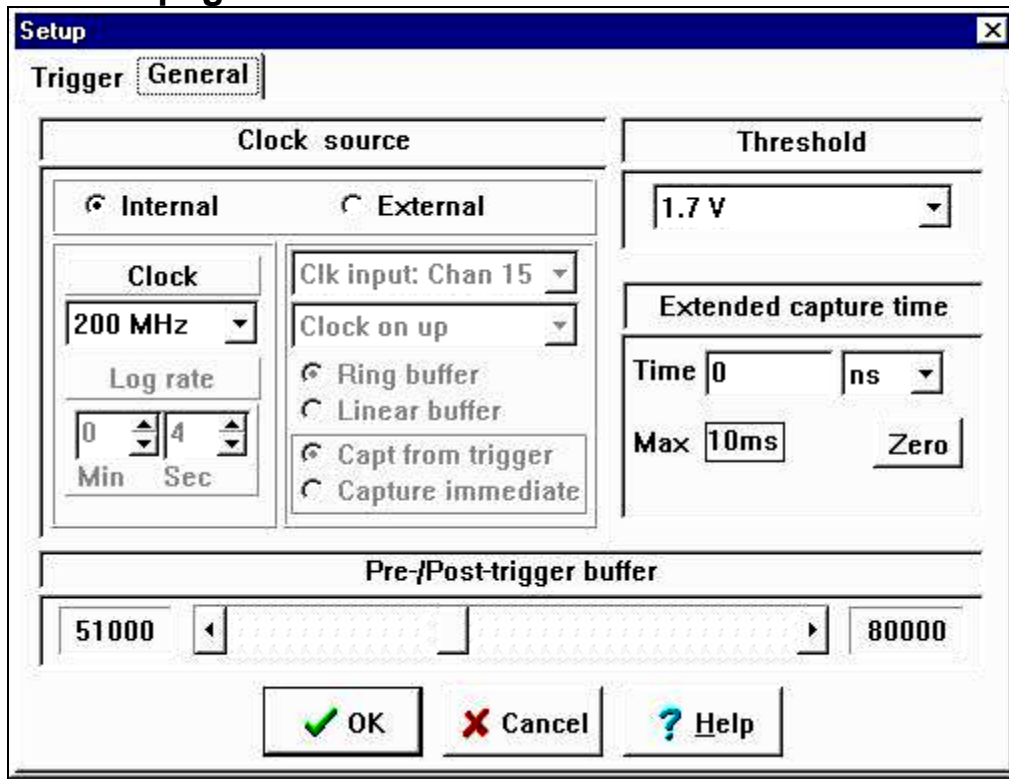 Setup
Trigger General
Clock source
Internal External
Clock
200 MHz
Log rate
0 4
Min Sec
Clk input: Chan 15
Clock on up
Ring buffer
Linear buffer
Capt from trigger
Capture immediate
Threshold
1.7 V
Extended capture time
Time 0 ns
Max 10ms Zero
Pre-/Post-trigger buffer
51000 80000
OK Cancel Help